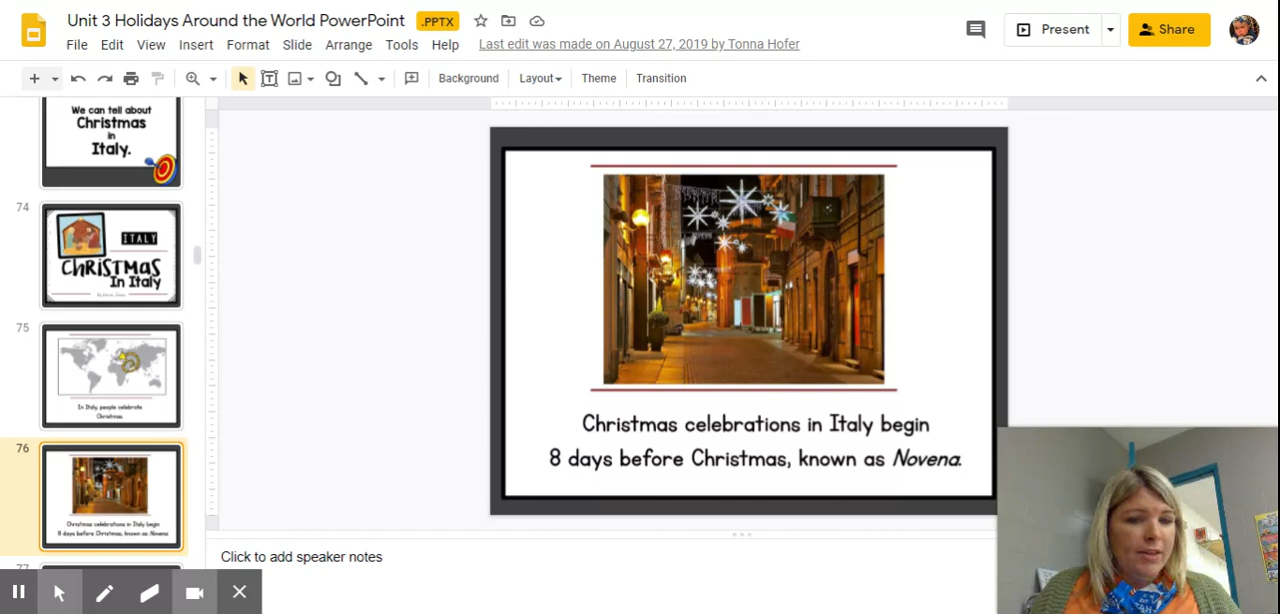 Unit 3 Holidays Around the World PowerPoint .PPTX
File Edit View Insert Format Slide Arrange Tools Help Last edit was made on August 27, 2019 by Tonna Hofer
Present Share
Background Layout Theme Transition
We can tell about
Christmas
in
Italy.
74
ITALY
CHRISTMAS
In Italy
75
In Italy, people celebrate
Christmas.
76
Christmas celebrations in Italy begin
8 days before Christmas, known as Novena.
77
Christmas celebrations in Italy begin
8 days before Christmas, known as Novena.
Click to add speaker notes